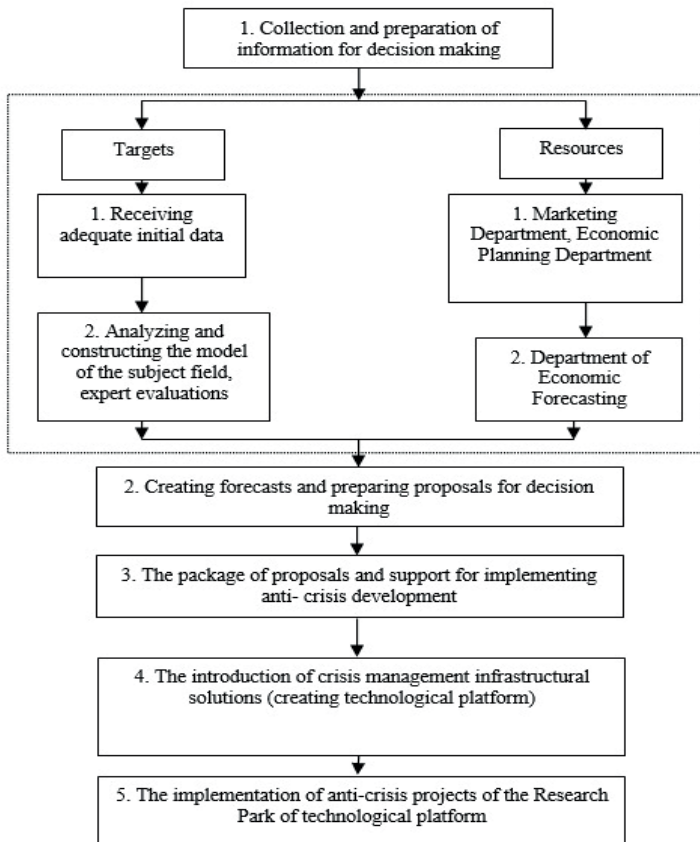 1. Collection and preparation of
information for decision making
Targets
Resources
1. Receiving
adequate initial data
1. Marketing
Department, Economic
Planning Department
2. Analyzing and
constructing the model
of the subject field,
expert evaluations
2. Department of
Economic
Forecasting
2. Creating forecasts and preparing proposals for decision
making
3. The package of proposals and support for implementing
anti- crisis development
4. The introduction of crisis management infrastructural
solutions (creating technological platform)
5. The implementation of anti-crisis projects of the Research
Park of technological platform